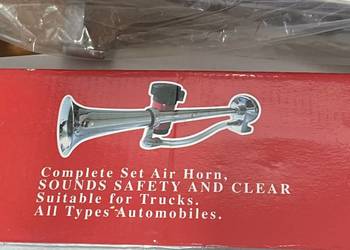 Complete Set Air Horn,
SOUNDS SAFETY AND CLEAR
Suitable for Trucks.
All Types Automobiles.